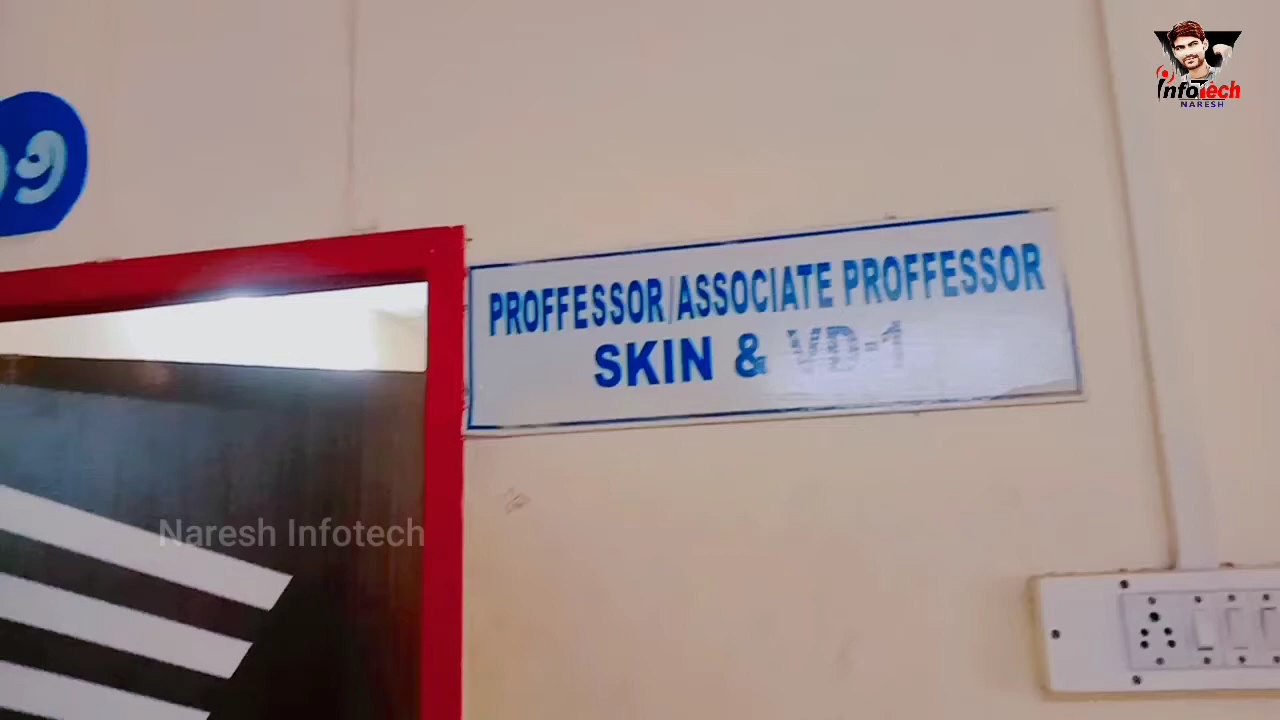 PROFFESSOR/ASSOCIATE PROFFESSOR
SKIN & VD-1
Naresh Infotech
infoTech
NARESH